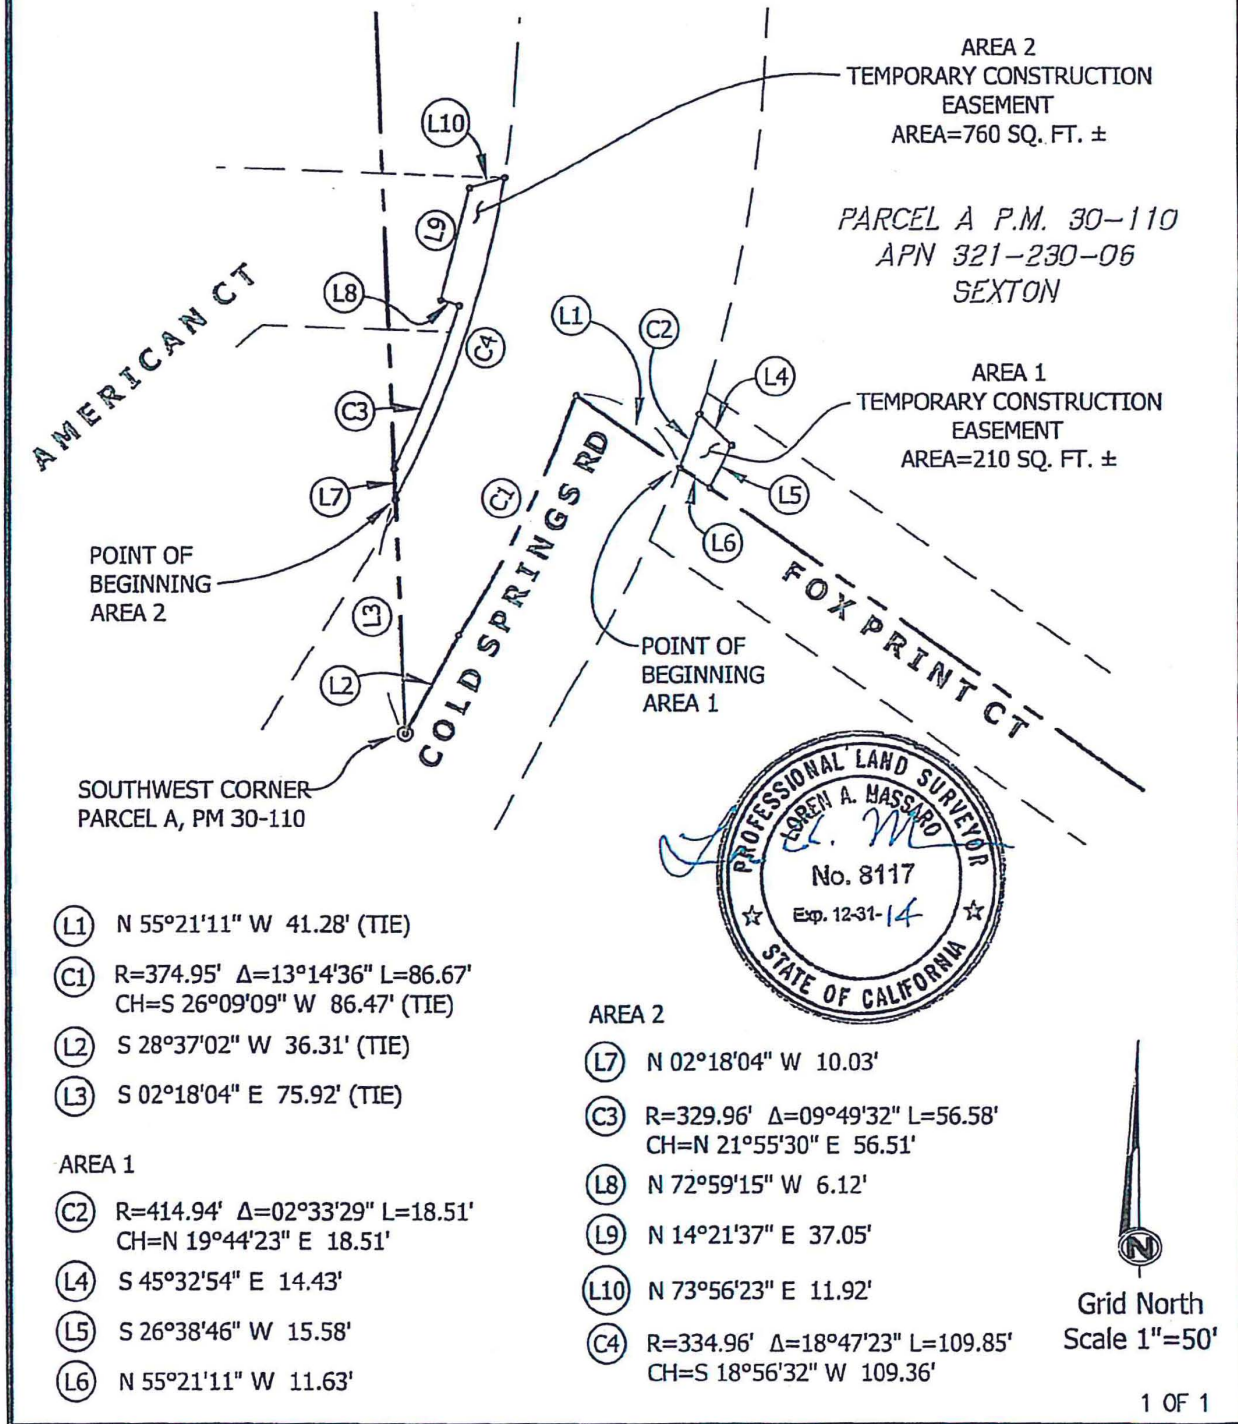 AREA 2
TEMPORARY CONSTRUCTION
EASEMENT
AREA=760 SQ. FT. ±
PARCEL A P.M. 30-110
APN 321-230-06
SEXTON
AREA 1
TEMPORARY CONSTRUCTION
EASEMENT
AREA=210 SQ. FT. ±
L10
L9
L8
C4
C3
L7
L1
C2
L4
L5
L6
C1
L3
L2
AMERICAN CT
COLD SPRINGS RD
FOX PRINT CT
POINT OF
BEGINNING
AREA 2
POINT OF
BEGINNING
AREA 1
SOUTHWEST CORNER
PARCEL A, PM 30-110
PROFESSIONAL LAND SURVEYOR
LOREN A. MASSARO
No. 8117
Exp. 12-31-14
STATE OF CALIFORNIA
L1 N 55°21'11" W 41.28' (TIE)
C1 R=374.95' Δ=13°14'36" L=86.67'
CH=S 26°09'09" W 86.47' (TIE)
L2 S 28°37'02" W 36.31' (TIE)
L3 S 02°18'04" E 75.92' (TIE)
AREA 1
C2 R=414.94' Δ=02°33'29" L=18.51'
CH=N 19°44'23" E 18.51'
L4 S 45°32'54" E 14.43'
L5 S 26°38'46" W 15.58'
L6 N 55°21'11" W 11.63'
AREA 2
L7 N 02°18'04" W 10.03'
C3 R=329.96' Δ=09°49'32" L=56.58'
CH=N 21°55'30" E 56.51'
L8 N 72°59'15" W 6.12'
L9 N 14°21'37" E 37.05'
L10 N 73°56'23" E 11.92'
C4 R=334.96' Δ=18°47'23" L=109.85'
CH=S 18°56'32" W 109.36'
N
Grid North
Scale 1"=50'
1 OF 1